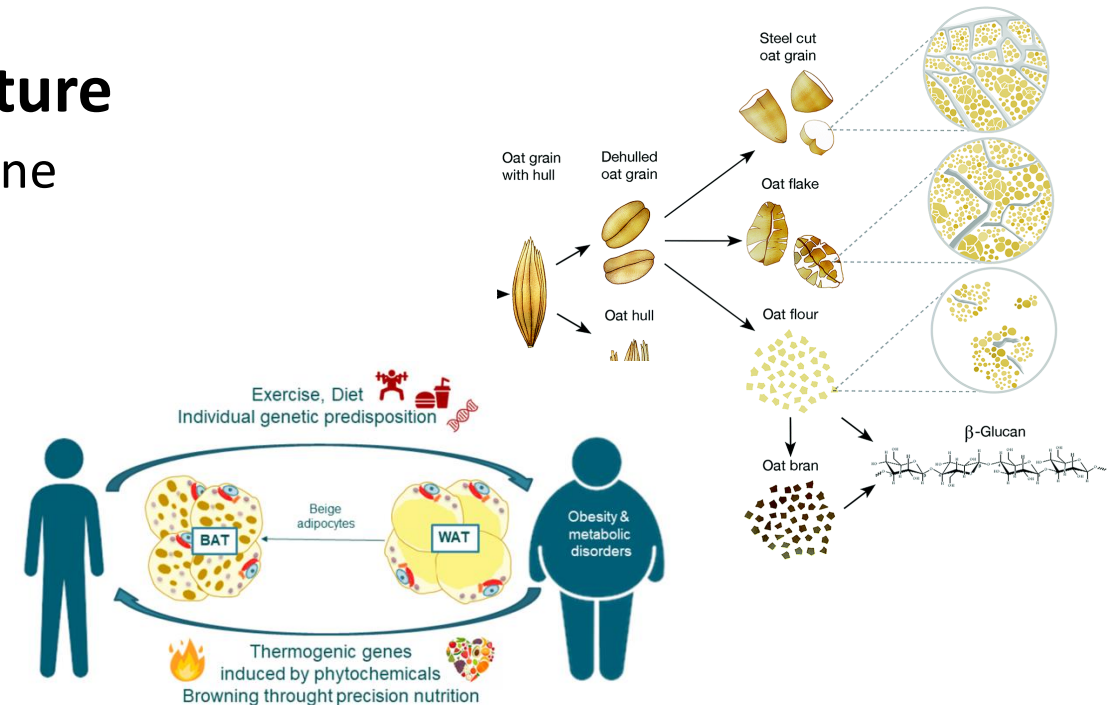 ture
ne
Steel cut
oat grain
Oat grain
with hull
Dehulled
oat grain
Oat flake
Oat hull
Oat flour
β-Glucan
Oat bran
Exercise, Diet
Individual genetic predisposition
Beige
adipocytes
BAT
WAT
Obesity &
metabolic
disorders
Thermogenic genes
induced by phytochemicals
Browning throught precision nutrition